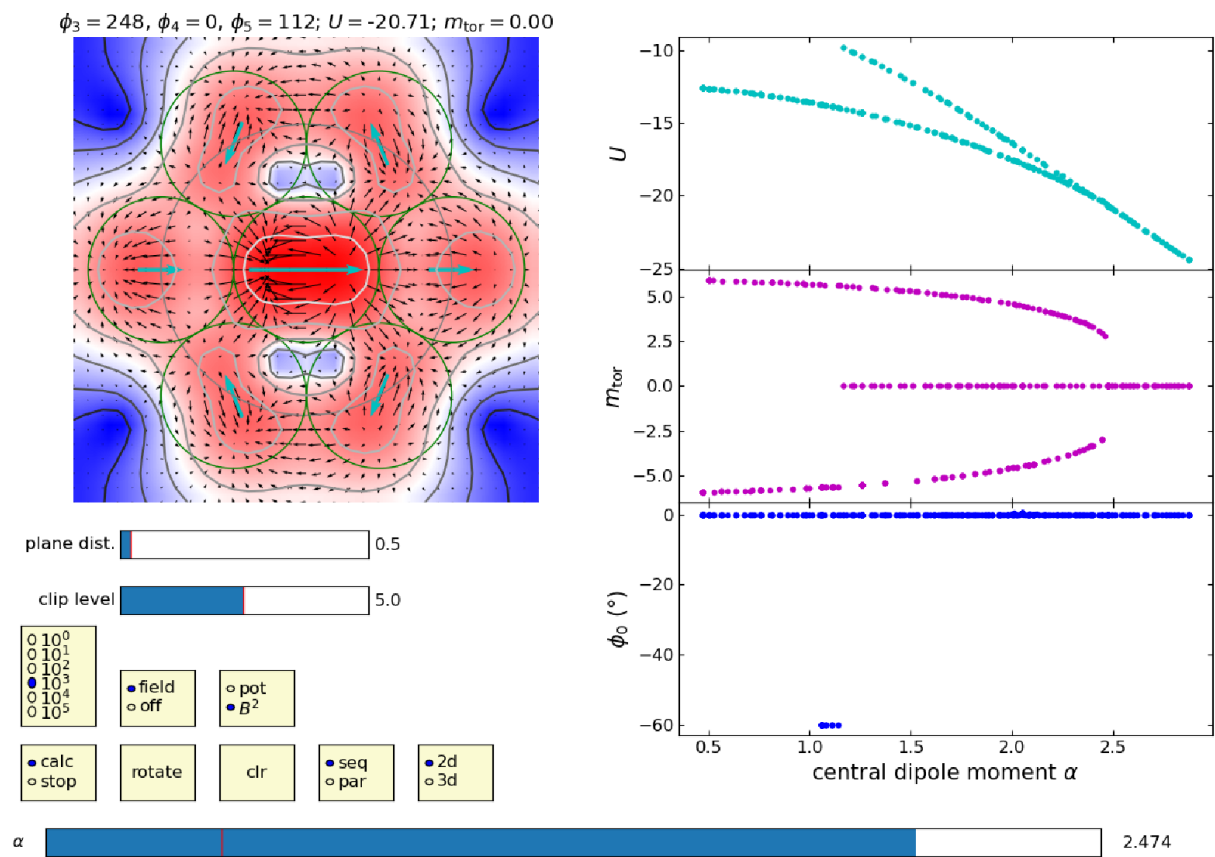 ϕ₃ = 248, ϕ₄ = 0, ϕ₅ = 112; U = -20.71; m_tor = 0.00
plane dist. 0.5
clip level 5.0
10⁰
10¹
10²
10³
10⁴
10⁵
field
off
pot
B²
calc
stop
rotate
clr
seq
par
2d
3d
α 2.474
U
−10
−15
−20
−25
m_tor
5.0
2.5
0.0
−2.5
−5.0
ϕ₀ (°)
0
−20
−40
−60
0.5 1.0 1.5 2.0 2.5
central dipole moment α